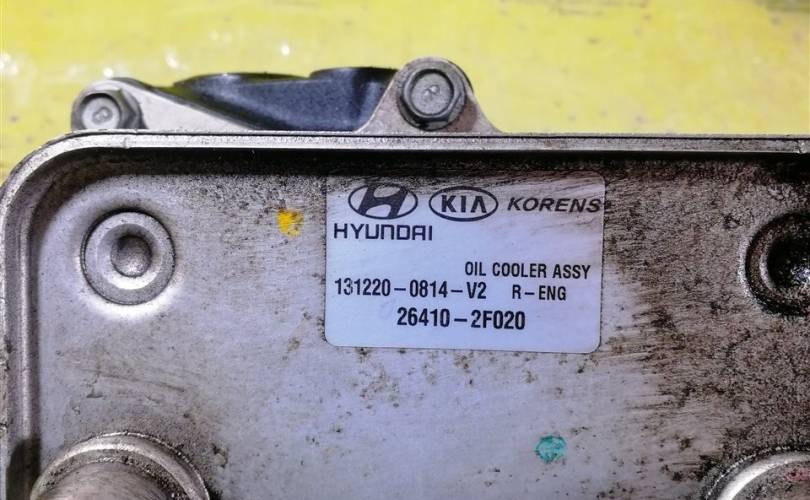 KIA KORENS
HYUNDAI
OIL COOLER ASSY
131220-0814-V2 R-ENG
26410-2F020